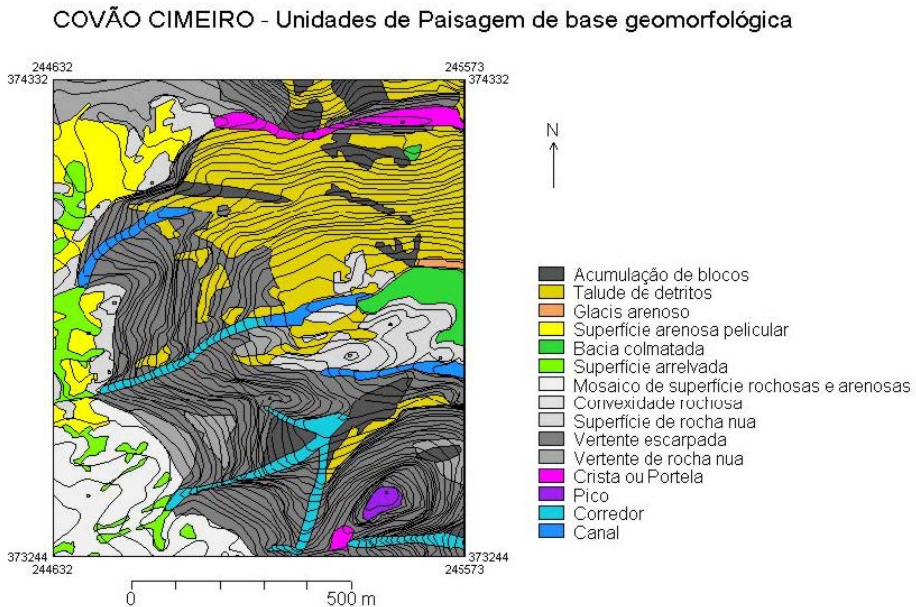 COVÃO CIMEIRO - Unidades de Paisagem de base geomorfológica
244632 245573
374332 374332
N
Acumulação de blocos
Talude de detritos
Glacis arenoso
Superfície arenosa pelicular
Bacia colmatada
Superfície arrelvada
Mosaico de superfície rochosas e arenosas
Convexidade rochosa
Superfície de rocha nua
Vertente escarpada
Vertente de rocha nua
Crista ou Portela
Pico
Corredor
Canal
373244 373244
244632 245573
0 500 m